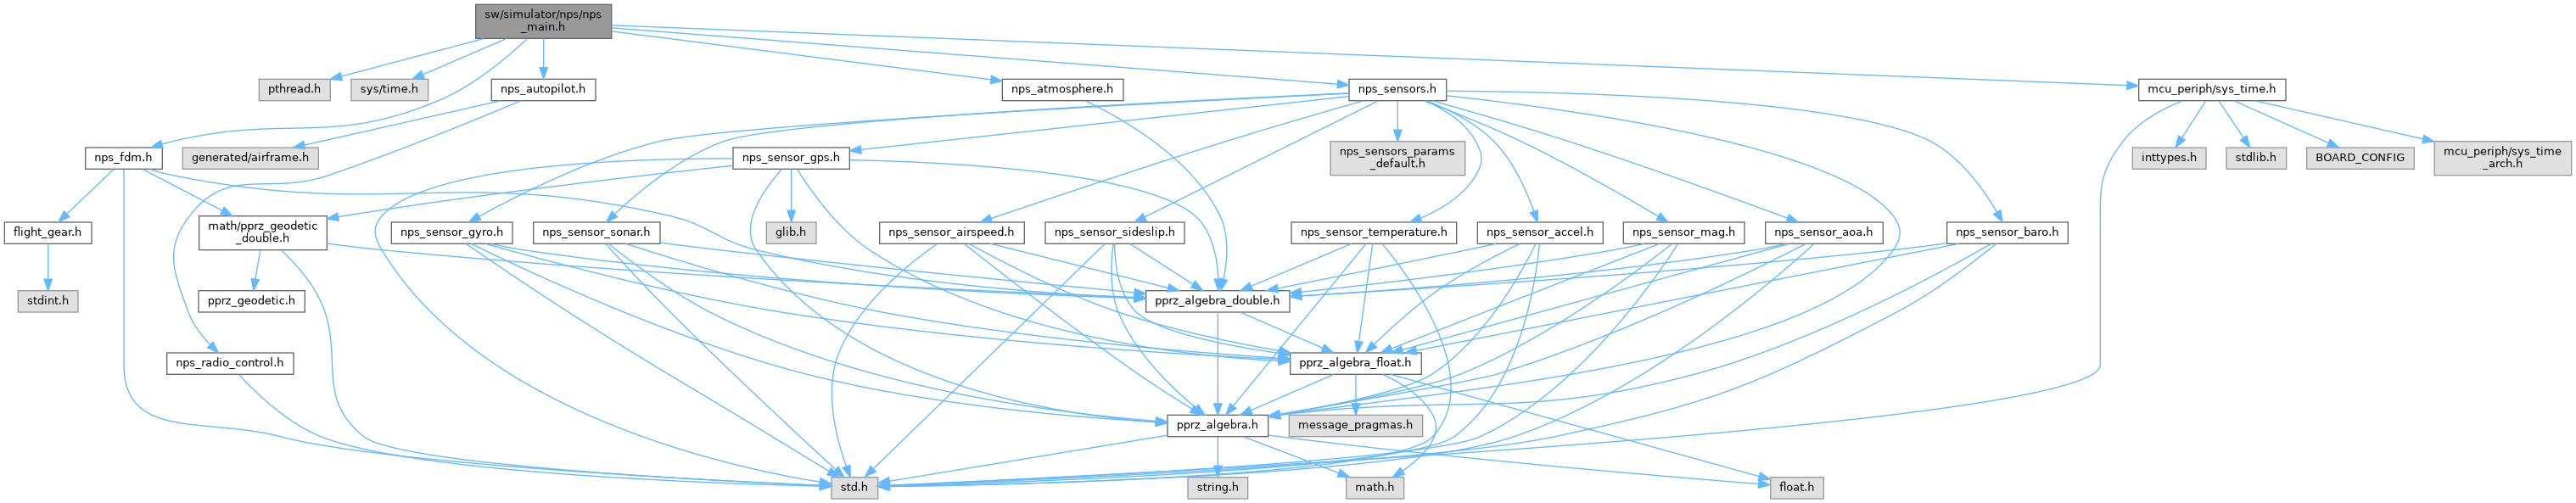 sw/simulator/nps/nps
_main.h
pthread.h
sys/time.h
nps_autopilot.h
nps_atmosphere.h
nps_sensors.h
mcu_periph/sys_time.h
nps_fdm.h
generated/airframe.h
nps_sensor_gps.h
nps_sensors_params
_default.h
inttypes.h
stdlib.h
BOARD_CONFIG
mcu_periph/sys_time
_arch.h
flight_gear.h
math/pprz_geodetic
_double.h
nps_sensor_gyro.h
nps_sensor_sonar.h
glib.h
nps_sensor_airspeed.h
nps_sensor_sideslip.h
nps_sensor_temperature.h
nps_sensor_accel.h
nps_sensor_mag.h
nps_sensor_aoa.h
nps_sensor_baro.h
stdint.h
pprz_geodetic.h
pprz_algebra_double.h
nps_radio_control.h
pprz_algebra_float.h
pprz_algebra.h
message_pragmas.h
std.h
string.h
math.h
float.h